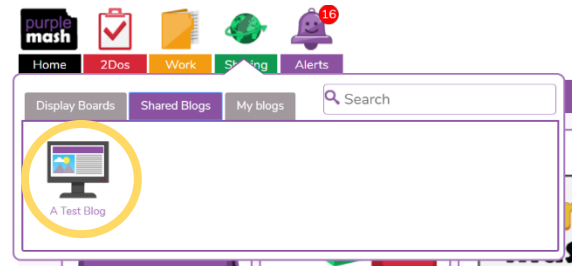 purple
mash
16
Home 2Dos Work Sharing Alerts
Display Boards Shared Blogs My blogs Search
A Test Blog